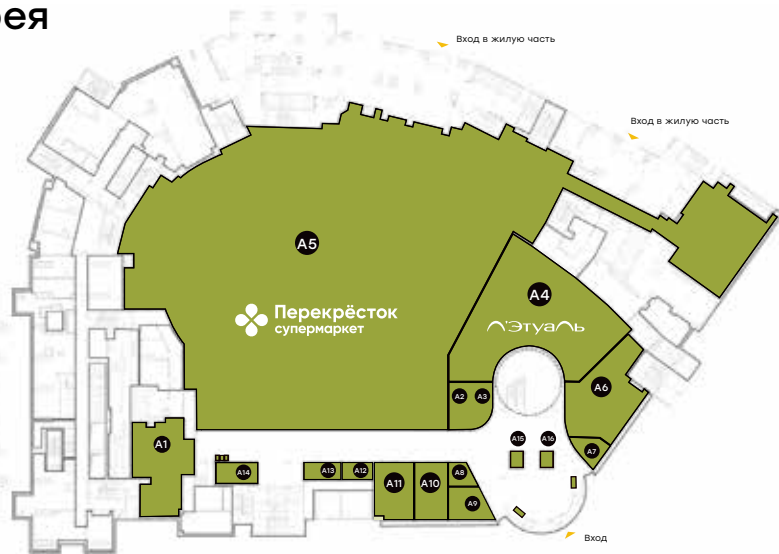 ея
Вход в жилую часть
Вход в жилую часть
A5
A4
Перекрёсток
супермаркет
Л'Этуаль
A6
A2
A3
A1
A15
A16
A7
A14
A13
A12
A11
A10
A8
A9
Вход